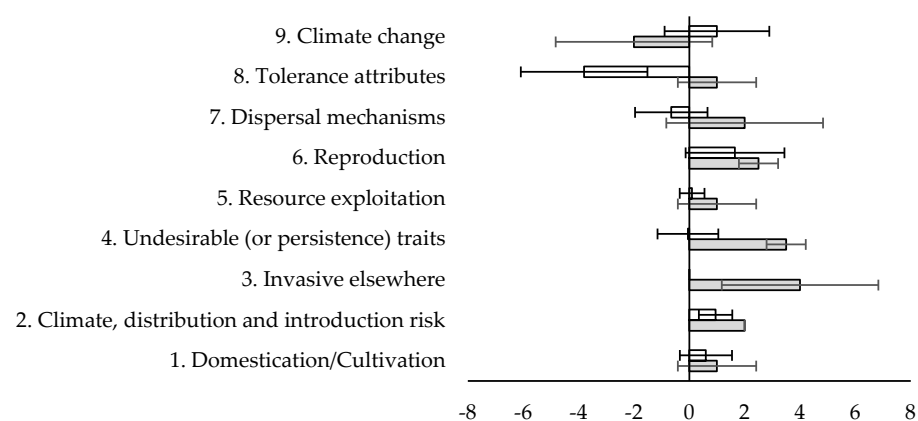 9. Climate change
8. Tolerance attributes
7. Dispersal mechanisms
6. Reproduction
5. Resource exploitation
4. Undesirable (or persistence) traits
3. Invasive elsewhere
2. Climate, distribution and introduction risk
1. Domestication/Cultivation
-8 -6 -4 -2 0 2 4 6 8